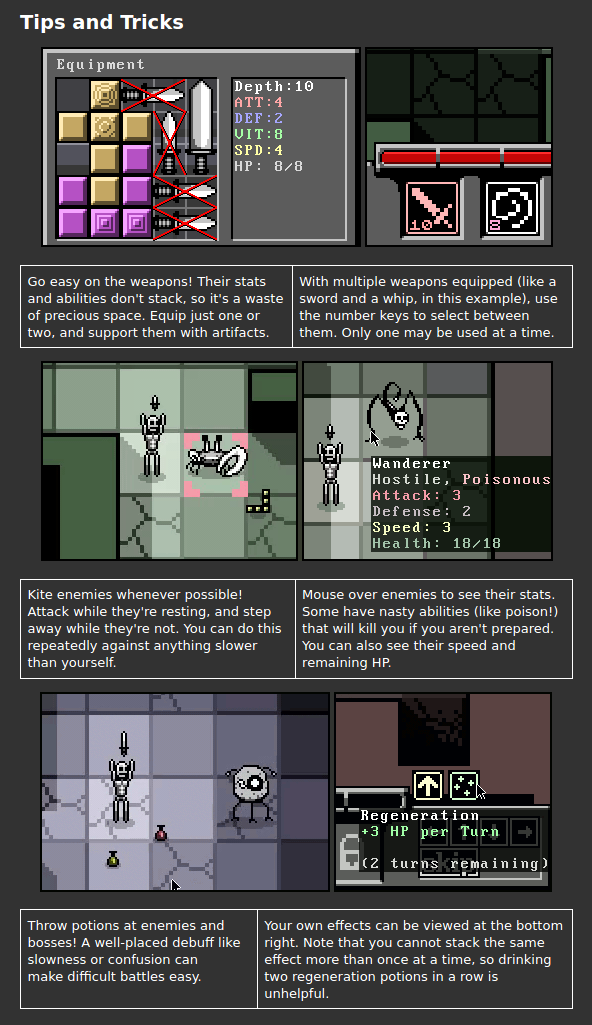 Tips and Tricks
Equipment
Depth:10
ATT:4
DEF:2
VIT:8
SPD:4
HP: 8/8
10
8
Go easy on the weapons! Their stats
and abilities don't stack, so it's a waste
of precious space. Equip just one or
two, and support them with artifacts.
With multiple weapons equipped (like a
sword and a whip, in this example), use
the number keys to select between
them. Only one may be used at a time.
Wanderer
Hostile, Poisonous
Attack: 3
Defense: 2
Speed: 3
Health: 18/18
Kite enemies whenever possible!
Attack while they're resting, and step
away while they're not. You can do this
repeatedly against anything slower
than yourself.
Mouse over enemies to see their stats.
Some have nasty abilities (like poison!)
that will kill you if you aren't prepared.
You can also see their speed and
remaining HP.
Regeneration
+3 HP per Turn
(2 turns remaining)
Throw potions at enemies and
bosses! A well-placed debuff like
slowness or confusion can
make difficult battles easy.
Your own effects can be viewed at the bottom
right. Note that you cannot stack the same
effect more than once at a time, so drinking
two regeneration potions in a row is
unhelpful.